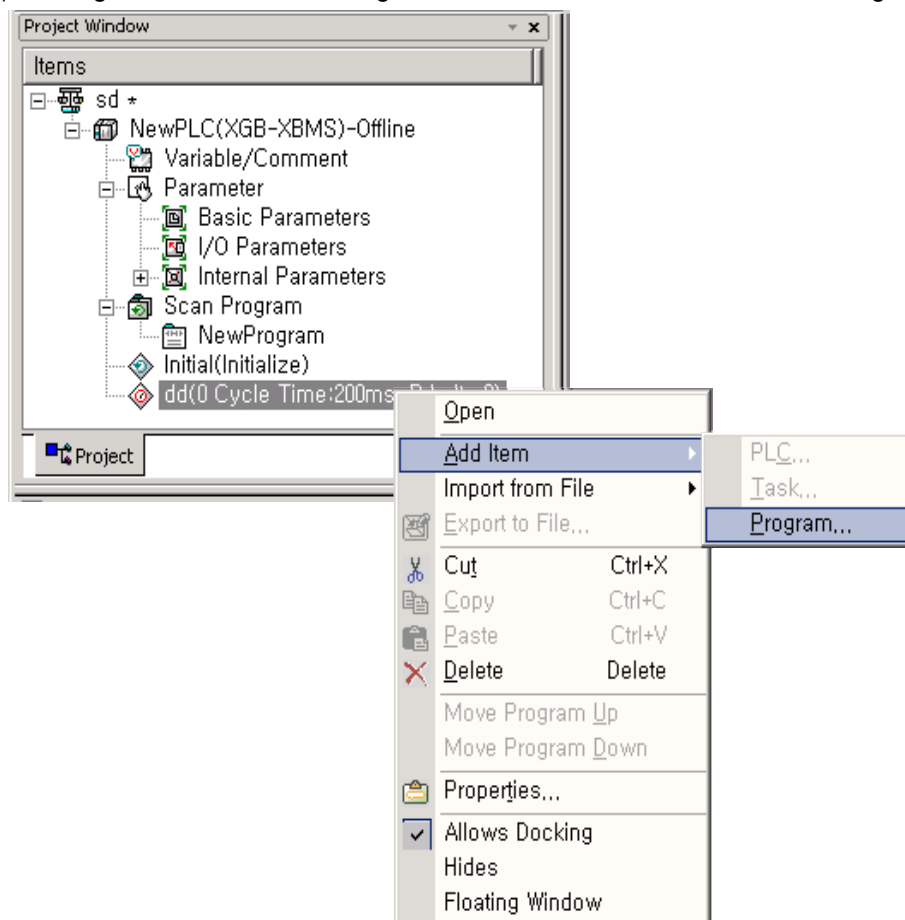 Project Window
Items
sd *
NewPLC(XGB-XBMS)-Offline
Variable/Comment
Parameter
Basic Parameters
I/O Parameters
Internal Parameters
Scan Program
NewProgram
Initial(Initialize)
dd(0 Cycle Time:200ms
Project
Open
Add Item
Import from File
Export to File...
Cut Ctrl+X
Copy Ctrl+C
Paste Ctrl+V
Delete Delete
Move Program Up
Move Program Down
Properties...
Allows Docking
Hides
Floating Window
PLC...
Task...
Program...